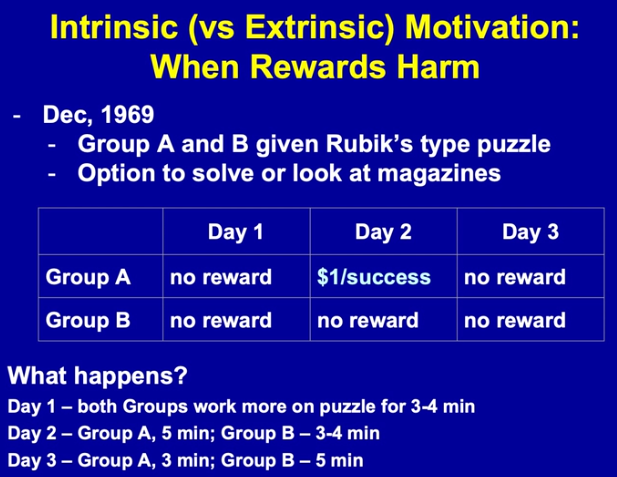 Intrinsic (vs Extrinsic) Motivation:
When Rewards Harm
- Dec, 1969
- Group A and B given Rubik's type puzzle
- Option to solve or look at magazines
Day 1 Day 2 Day 3
Group A no reward $1/success no reward
Group B no reward no reward no reward
What happens?
Day 1 – both Groups work more on puzzle for 3-4 min
Day 2 – Group A, 5 min; Group B – 3-4 min
Day 3 – Group A, 3 min; Group B – 5 min